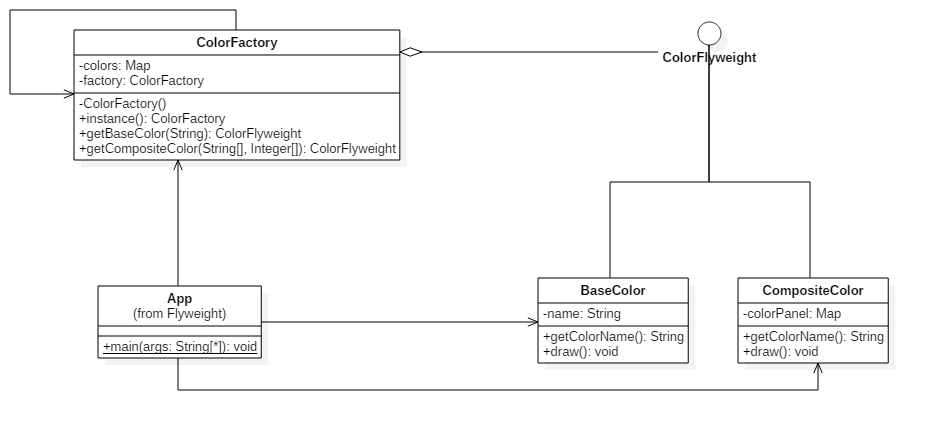 ColorFactory
-colors: Map
-factory: ColorFactory
-ColorFactory()
+instance(): ColorFactory
+getBaseColor(String): ColorFlyweight
+getCompositeColor(String[], Integer[]): ColorFlyweight
ColorFlyweight
App
(from Flyweight)
+main(args: String[*]): void
BaseColor
-name: String
+getColorName(): String
+draw(): void
CompositeColor
-colorPanel: Map
+getColorName(): String
+draw(): void